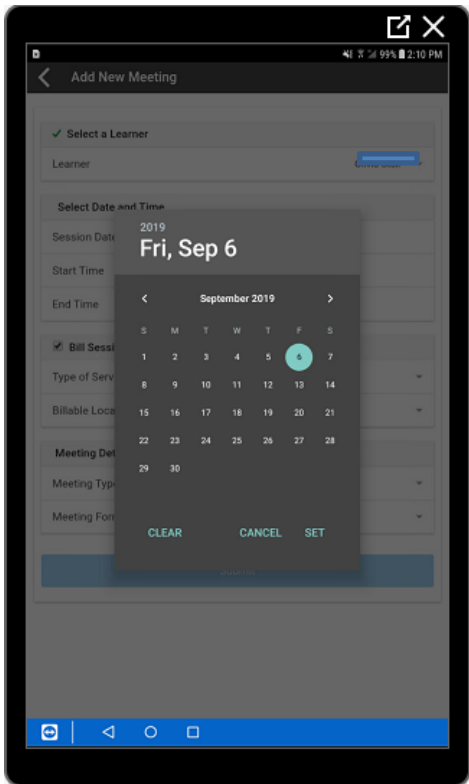 99% 2:10 PM
Add New Meeting
Select a Learner
Learner
Select Date and Time
Session Date
Start Time
End Time
Bill Sessi
Type of Serv
Billable Loca
Meeting Det
Meeting Type
Meeting For
2019
Fri, Sep 6
September 2019
S M T W T F S
1 2 3 4 5 6 7
8 9 10 11 12 13 14
15 16 17 18 19 20 21
22 23 24 25 26 27 28
29 30
CLEAR CANCEL SET